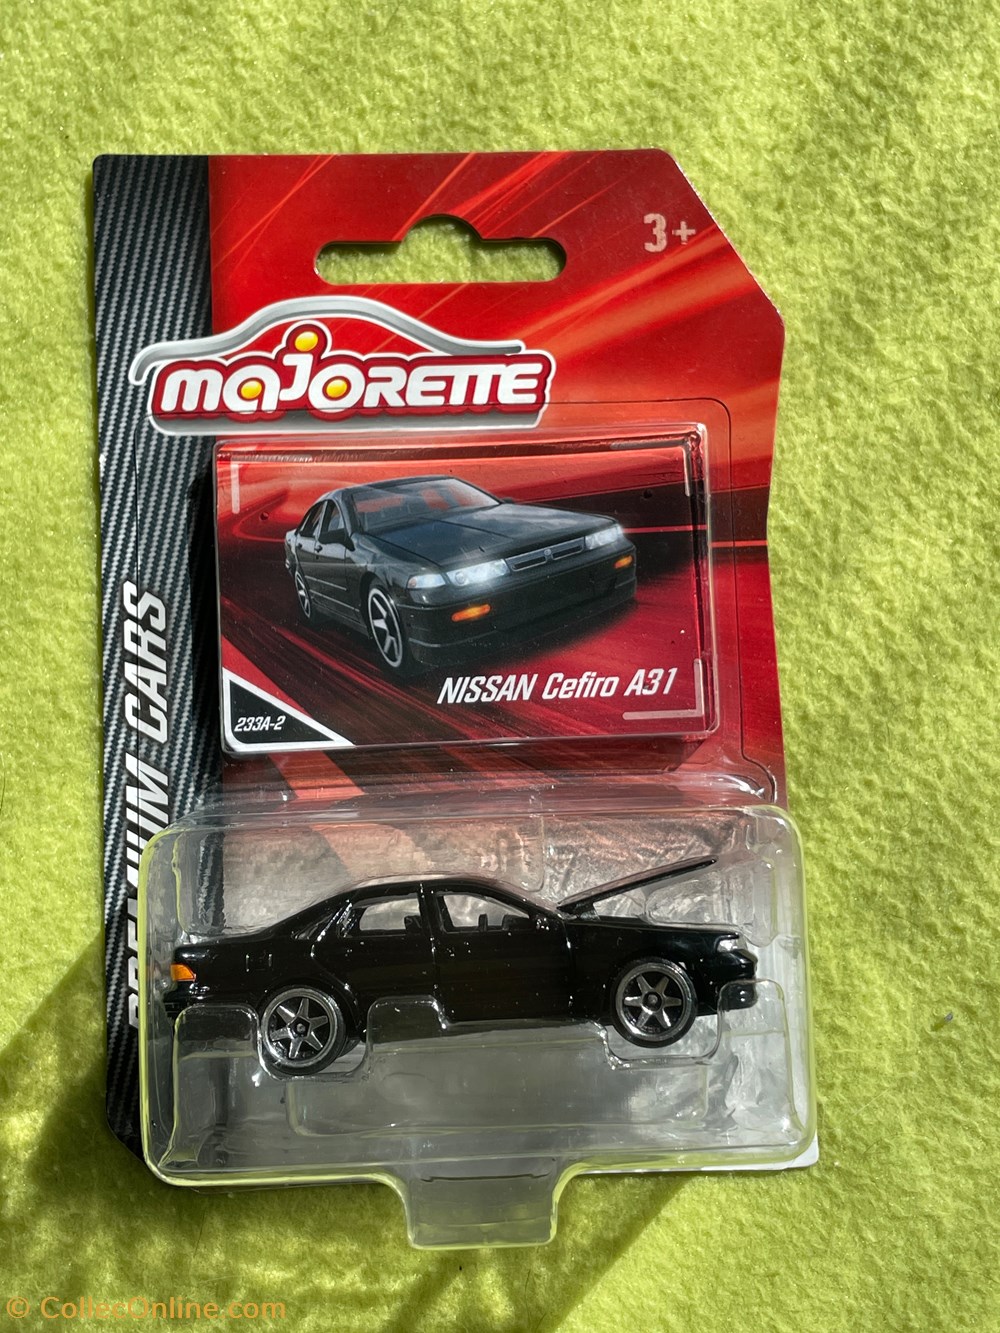 3+
MAJORETTE
PREMIUM CARS
NISSAN Cefiro A31
233A-2
© CollecOnline.com